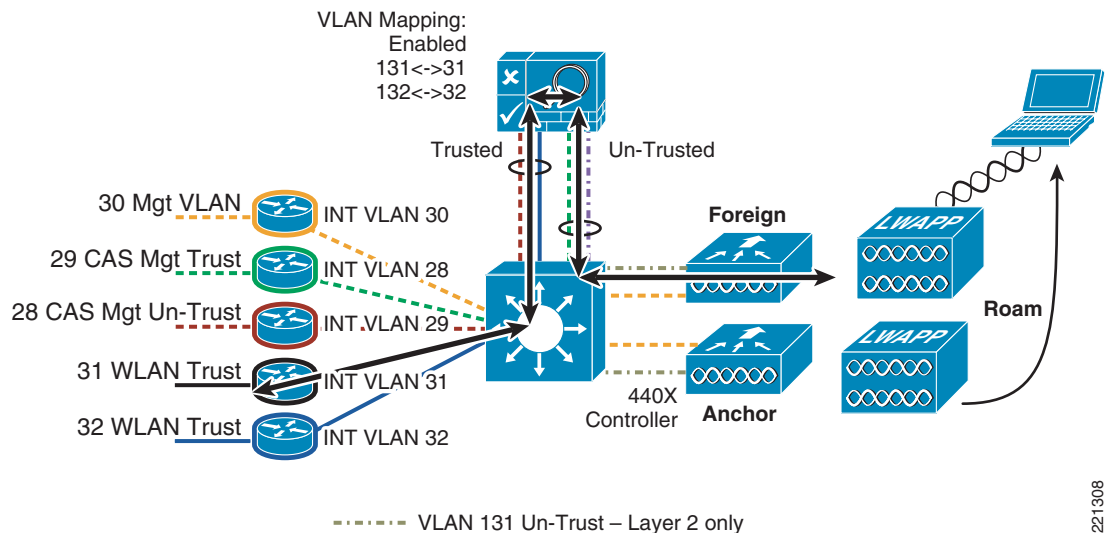 VLAN Mapping:
Enabled
131<->31
132<->32
Trusted
Un-Trusted
30 Mgt VLAN
INT VLAN 30
29 CAS Mgt Trust
INT VLAN 28
28 CAS Mgt Un-Trust
INT VLAN 29
31 WLAN Trust
INT VLAN 31
32 WLAN Trust
INT VLAN 32
Foreign
LWAPP
Roam
LWAPP
440X
Controller
Anchor
VLAN 131 Un-Trust – Layer 2 only
221308